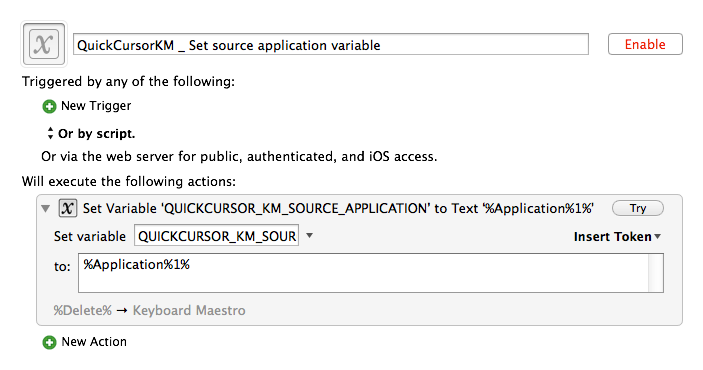 QuickCursorKM _ Set source application variable
Enable
Triggered by any of the following:
New Trigger
Or by script.
Or via the web server for public, authenticated, and iOS access.
Will execute the following actions:
Set Variable 'QUICKCURSOR_KM_SOURCE_APPLICATION' to Text '%Application%1%'
Try
Set variable
QUICKCURSOR_KM_SOUR
Insert Token
to:
%Application%1%
%Delete% → Keyboard Maestro
New Action